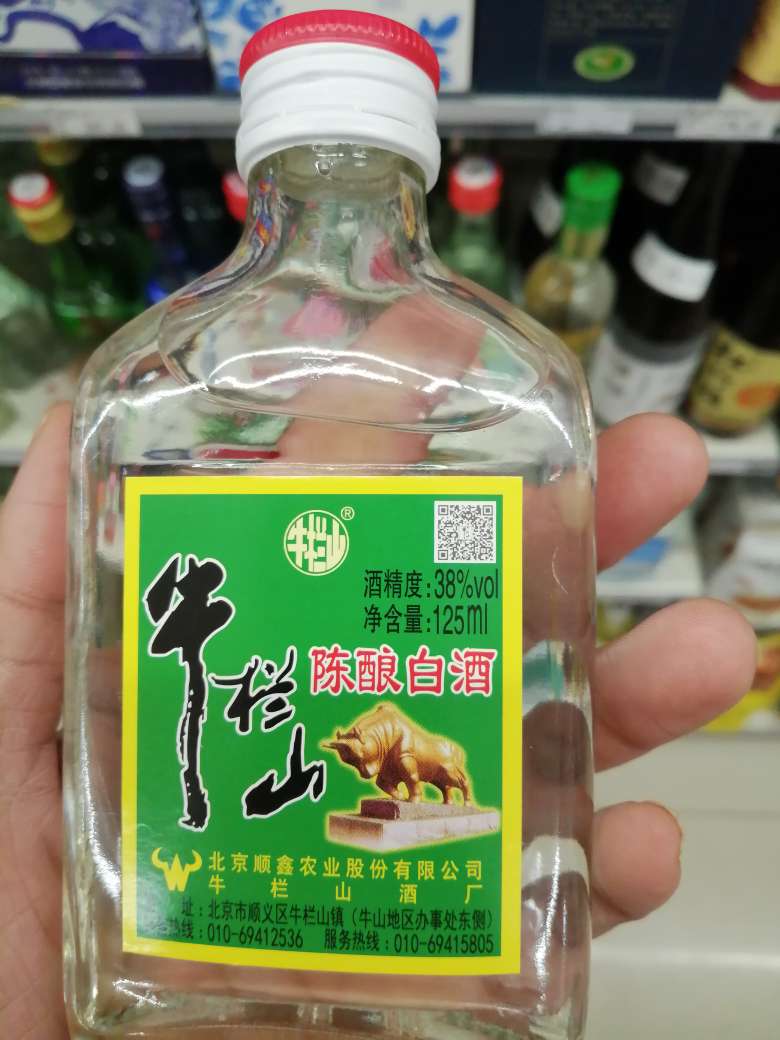 牛栏山®
酒精度:38%vol
净含量:125ml
牛栏山
陈酿白酒
北京顺鑫农业股份有限公司
牛栏山酒厂
址:北京市顺义区牛栏山镇(牛山地区办事处东侧)
热线:010-69412536 服务热线:010-69415805